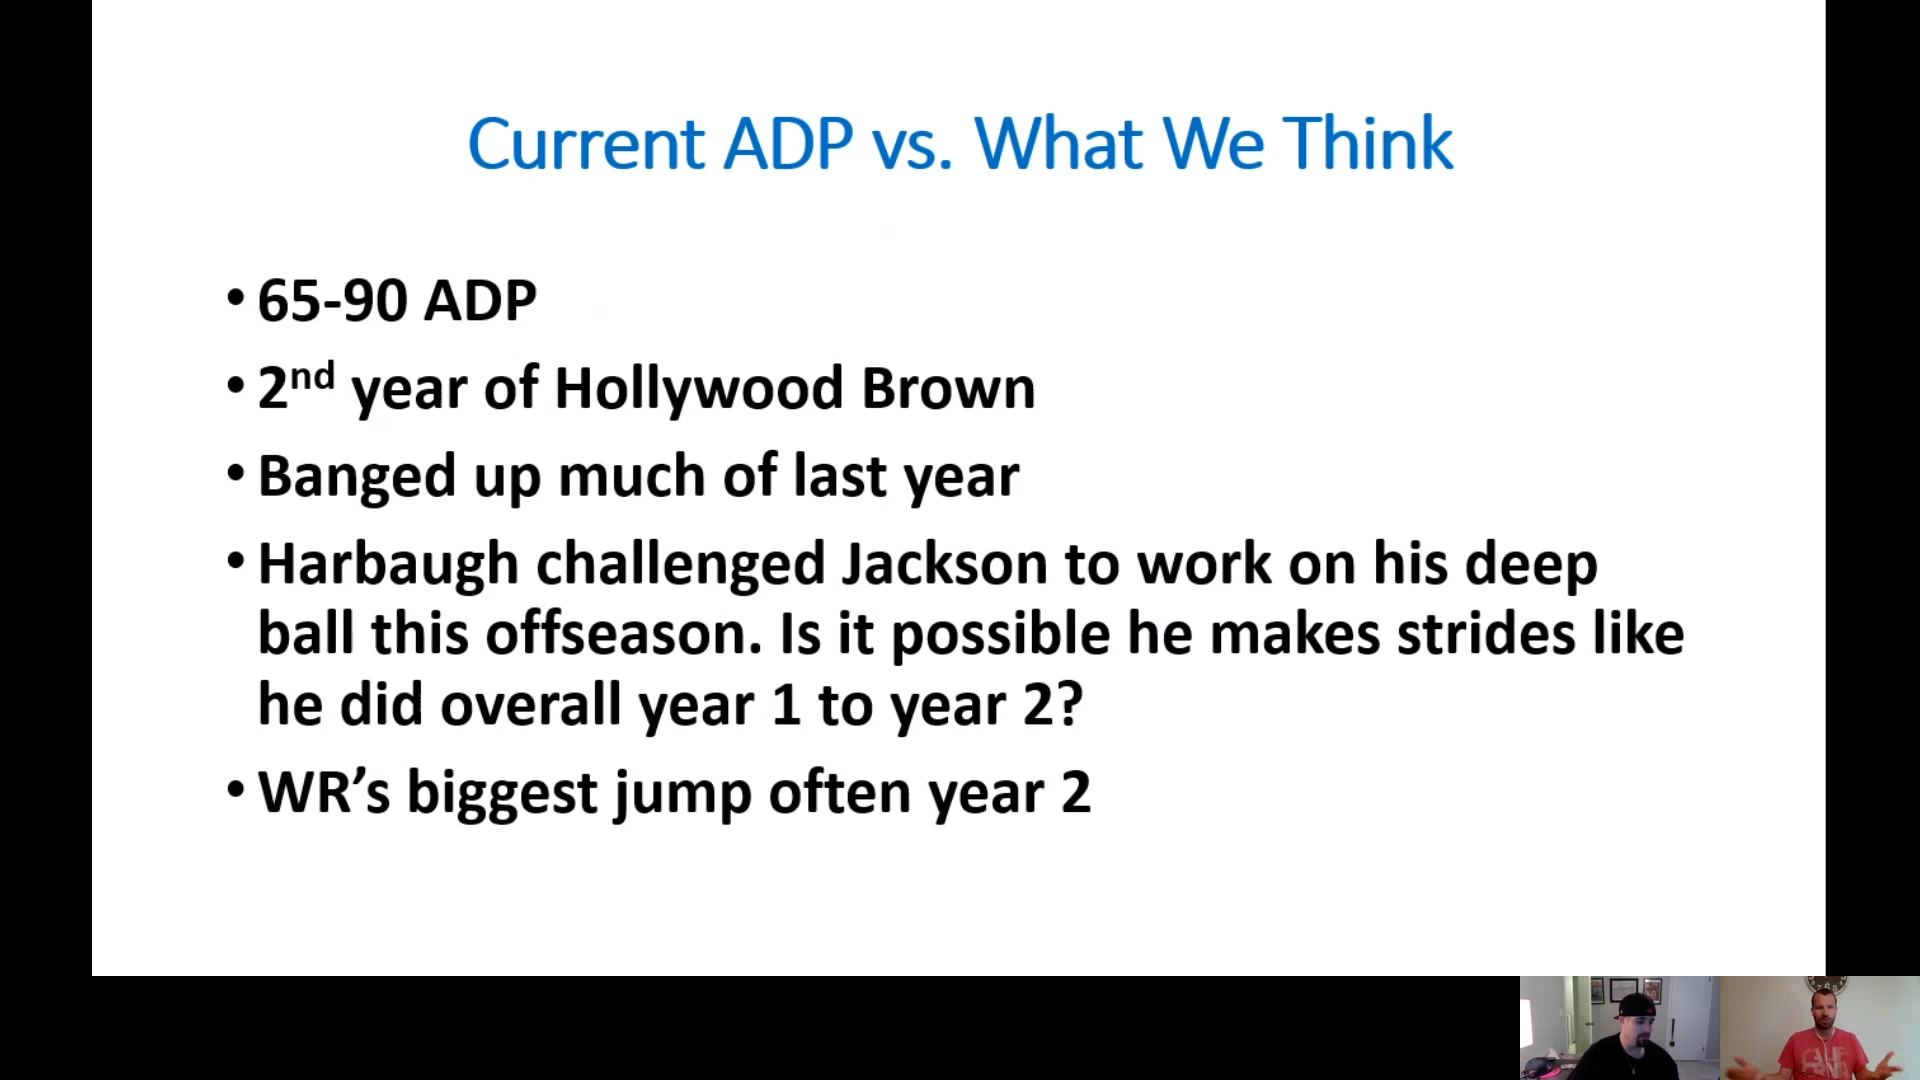 Current ADP vs. What We Think
• 65-90 ADP
• 2nd year of Hollywood Brown
• Banged up much of last year
• Harbaugh challenged Jackson to work on his deep
ball this offseason. Is it possible he makes strides like
he did overall year 1 to year 2?
• WR’s biggest jump often year 2